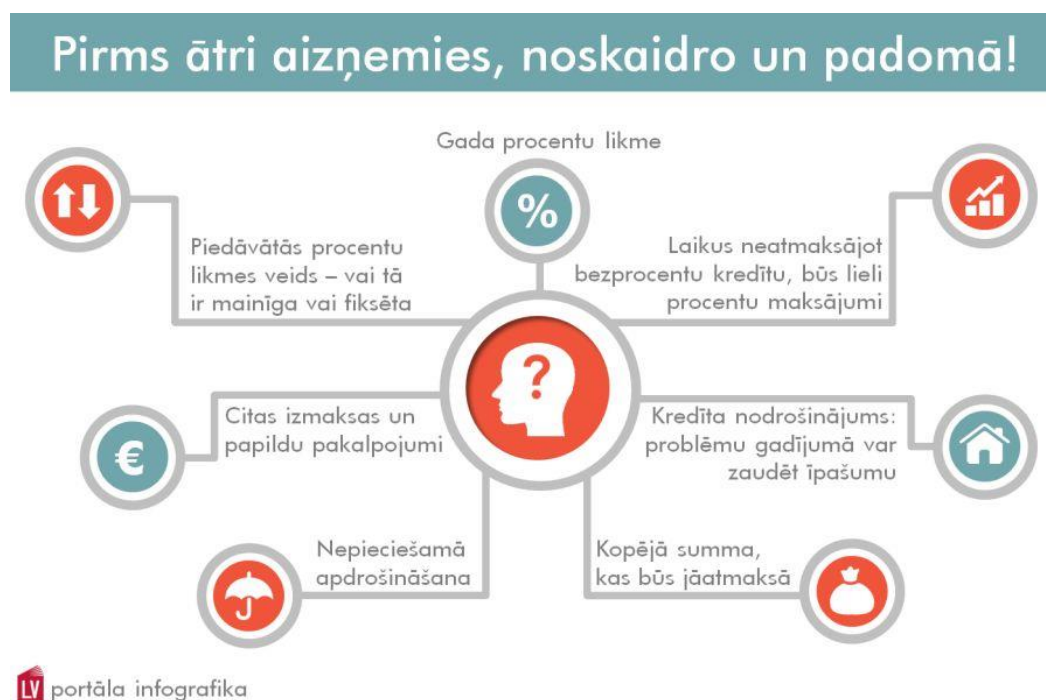 Pirms ātri aizņemies, noskaidro un padomā!
Gada procentu likme
%
Piedāvātās procentu
likmes veids – vai tā
ir mainīga vai fiksēta
Laikus neatmaksājot
bezprocentu kredītu, būs lieli
procentu maksājumi
?
Citas izmaksas un
papildu pakalpojumi
€
Kredīta nodrošinājums:
problēmu gadījumā var
zaudēt īpašumu
Nepieciešamā
apdrošināšana
Kopējā summa,
kas būs jāatmaksā
LV portāla infografika